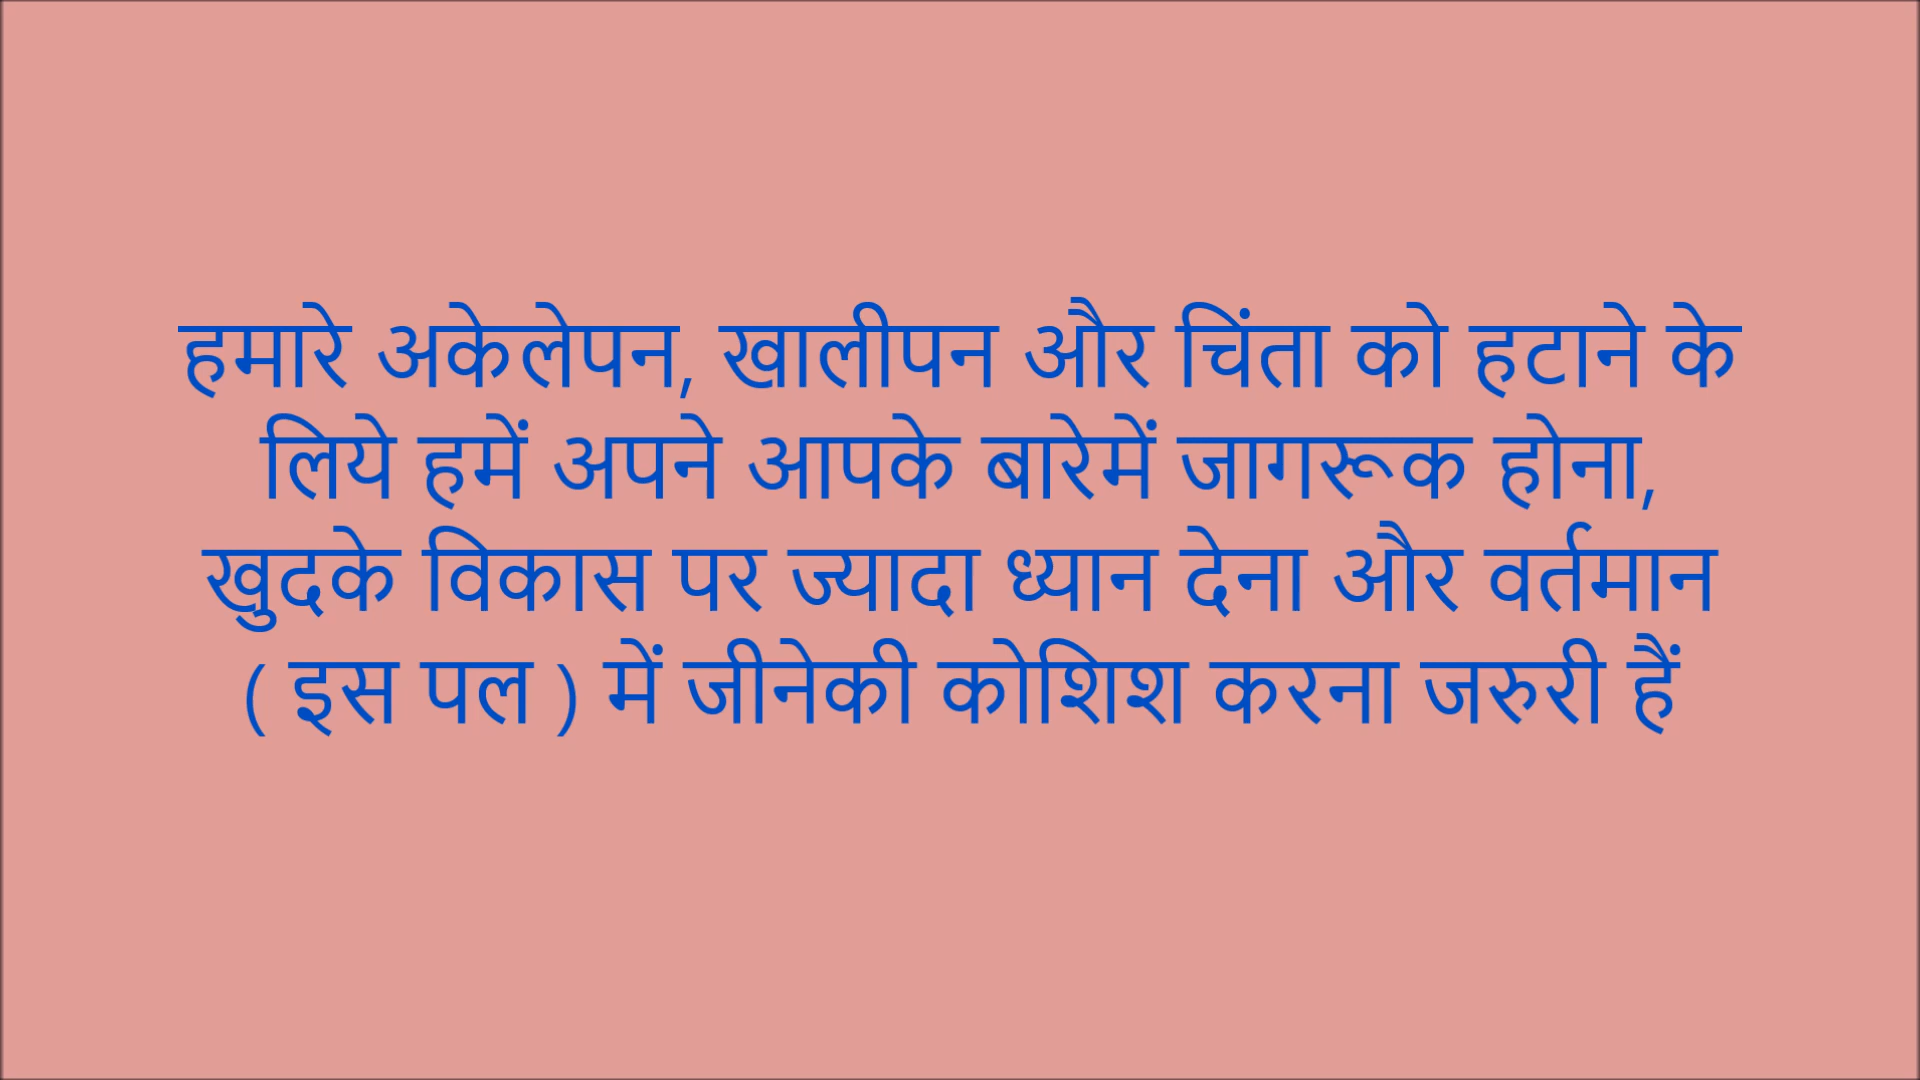 हमारे अकेलेपन, खालीपन और चिंता को हटाने के
लिये हमें अपने आपके बारेमें जागरूक होना,
खुदके विकास पर ज्यादा ध्यान देना और वर्तमान
( इस पल ) में जीनेकी कोशिश करना जरुरी हैं